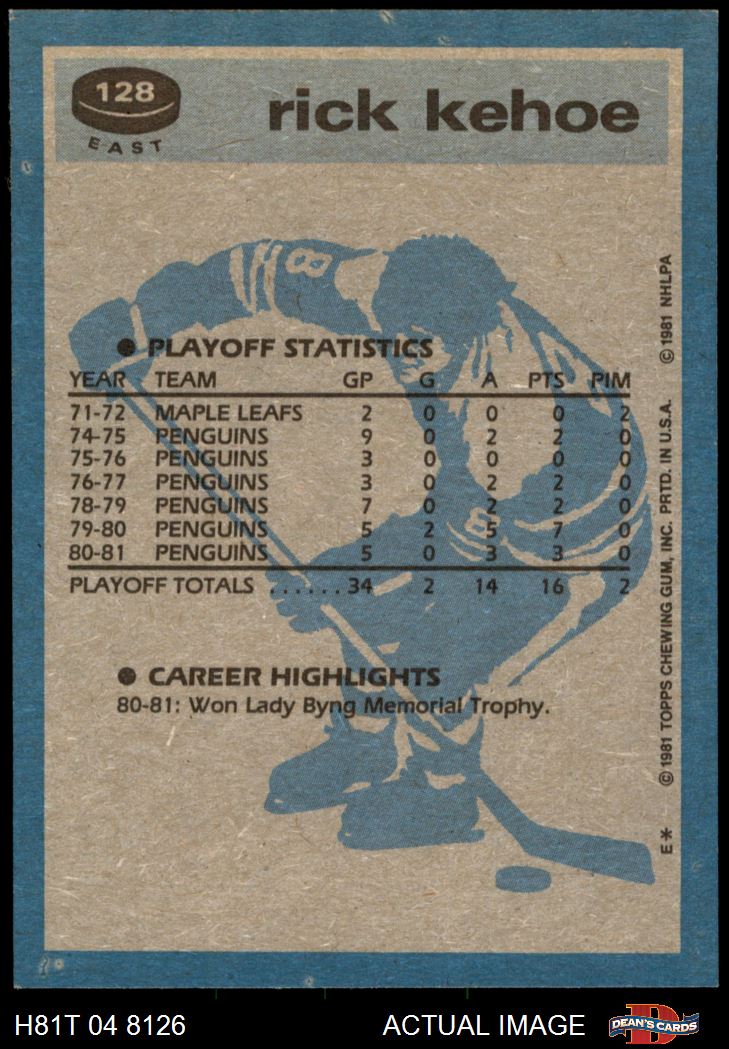 128
EAST
rick kehoe
8
● PLAYOFF STATISTICS
YEAR TEAM GP G A PTS PIM
71-72 MAPLE LEAFS 2 0 0 0 2
74-75 PENGUINS 9 0 2 2 0
75-76 PENGUINS 3 0 0 0 0
76-77 PENGUINS 3 0 2 2 0
78-79 PENGUINS 7 0 2 2 0
79-80 PENGUINS 5 2 5 7 0
80-81 PENGUINS 5 0 3 3 0
PLAYOFF TOTALS ......34 2 14 16 2
● CAREER HIGHLIGHTS
80-81: Won Lady Byng Memorial Trophy.
E* © 1981 TOPPS CHEWING GUM, INC. PRTD. IN U.S.A. © 1981 NHLPA
H81T 04 8126
ACTUAL IMAGE
DEAN'S CARDS